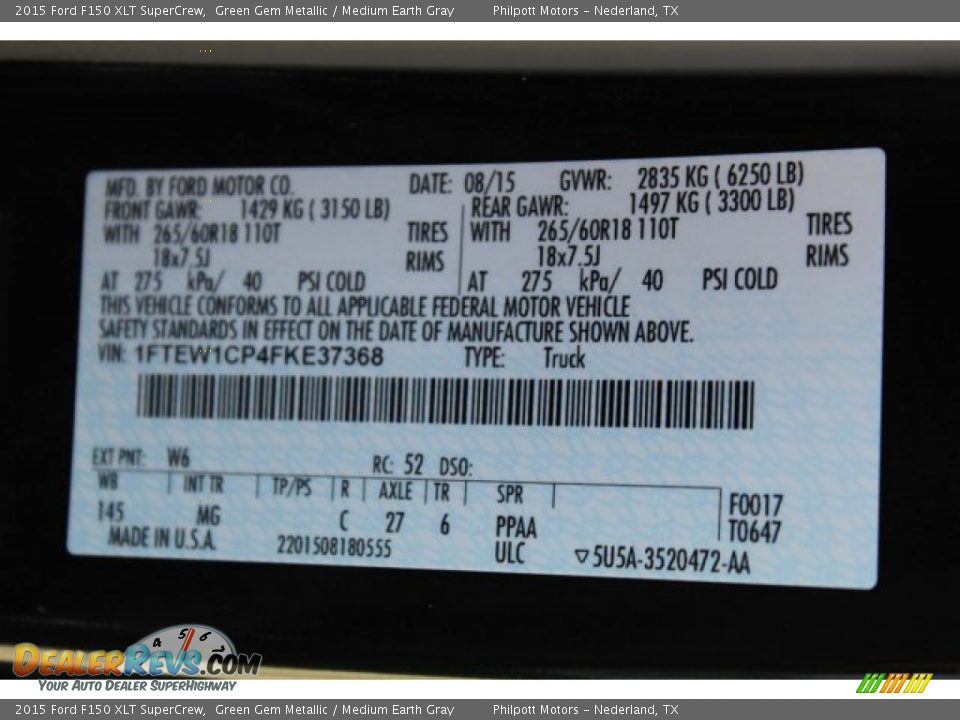 2015 Ford F150 XLT SuperCrew, Green Gem Metallic / Medium Earth Gray Philpott Motors - Nederland, TX
MFD. BY FORD MOTOR CO. DATE: 08/15 GVWR: 2835 KG ( 6250 LB)
FRONT GAWR: 1429 KG ( 3150 LB) REAR GAWR: 1497 KG ( 3300 LB)
WITH 265/60R18 110T TIRES WITH 265/60R18 110T TIRES
18x7.5J RIMS 18x7.5J RIMS
AT 275 kPa/ 40 PSI COLD AT 275 kPa/ 40 PSI COLD
THIS VEHICLE CONFORMS TO ALL APPLICABLE FEDERAL MOTOR VEHICLE
SAFETY STANDARDS IN EFFECT ON THE DATE OF MANUFACTURE SHOWN ABOVE.
VIN: 1FTEW1CP4FKE37368 TYPE: Truck
EXT PNT: W6 RC: 52 DSO:
WB INT TR TP/PS R AXLE TR SPR
145 MG C 27 6 PPAA
F0017
T0647
MADE IN U.S.A. 2201508180555 ULC ▽5U5A-3520472-AA
4 5 6
DEALERREVS.COM
YOUR AUTO DEALER SUPERHIGHWAY
2015 Ford F150 XLT SuperCrew, Green Gem Metallic / Medium Earth Gray Philpott Motors - Nederland, TX